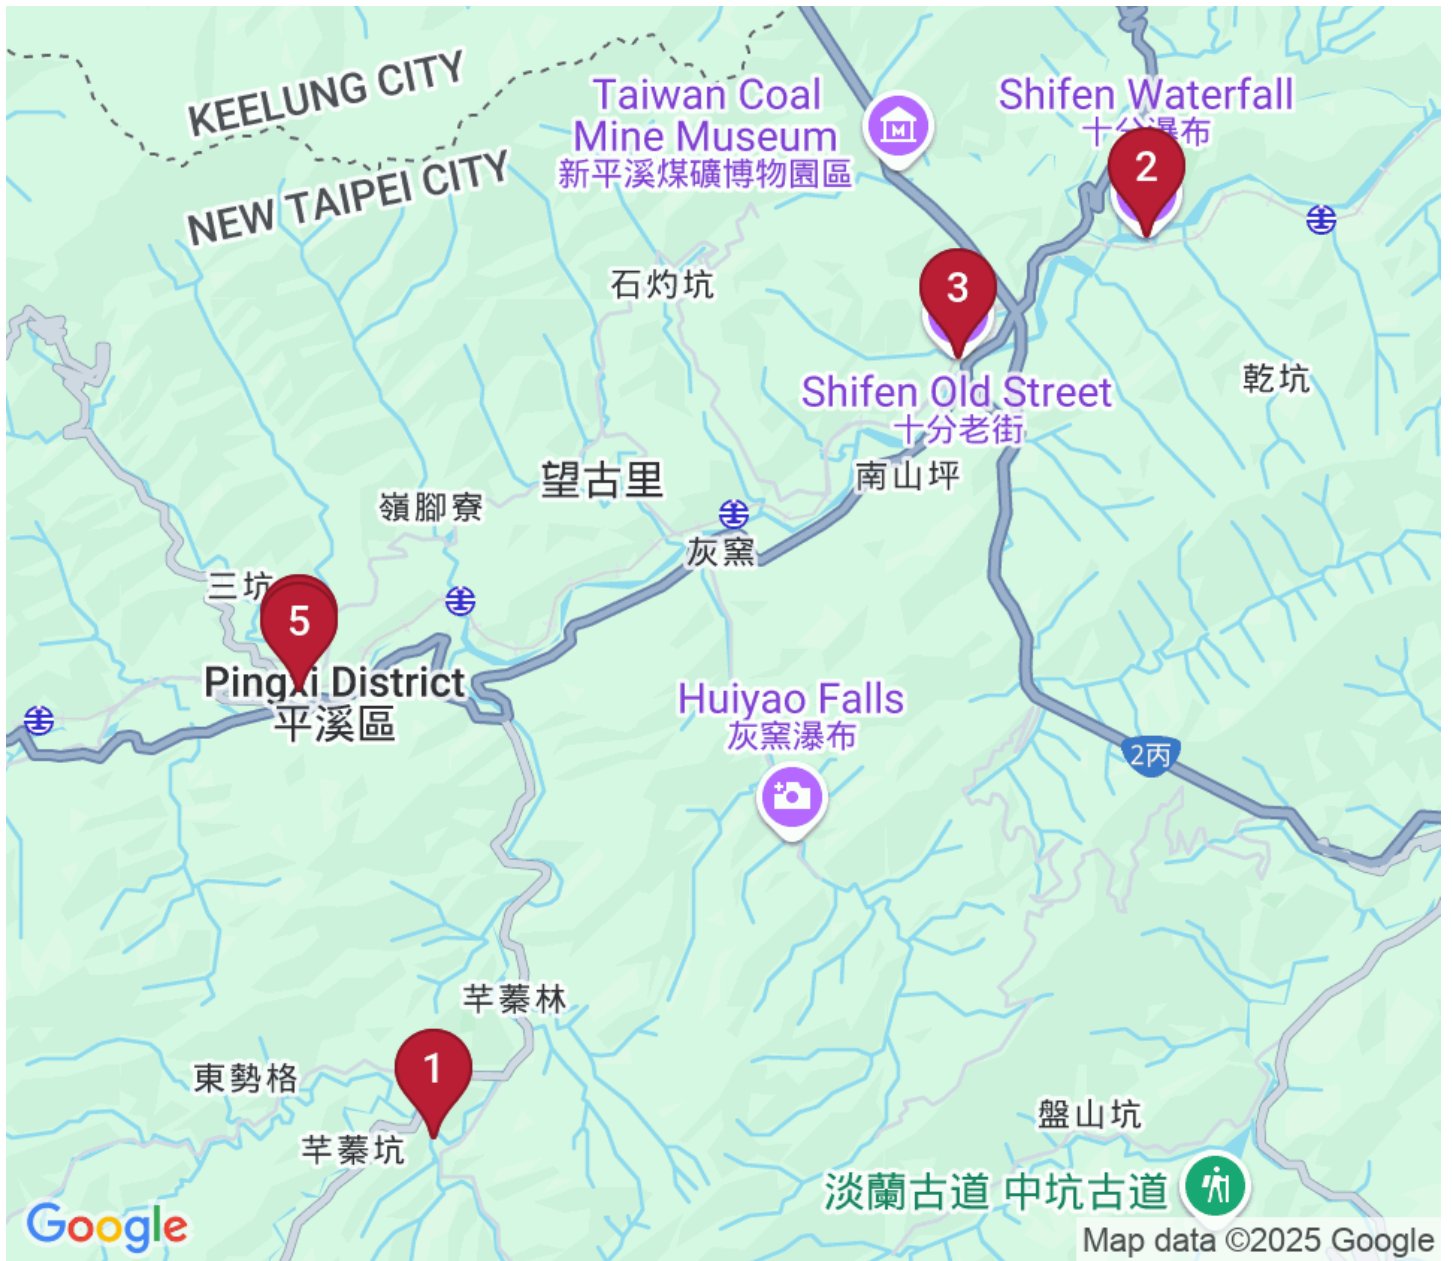 KEELUNG CITY
NEW TAIPEI CITY
Taiwan Coal
Mine Museum
新平溪煤礦博物園區
Shifen Waterfall
十分瀑布
2
石灼坑
3
Shifen Old Street
十分老街
乾坑
南山坪
望古里
嶺腳寮
灰窯
三坑
5
Pingxi District
平溪區
Huiyao Falls
灰窯瀑布
2丙
芊蓁林
1
東勢格
芊蓁坑
盤山坑
淡蘭古道 中坑古道
Google
Map data ©2025 Google